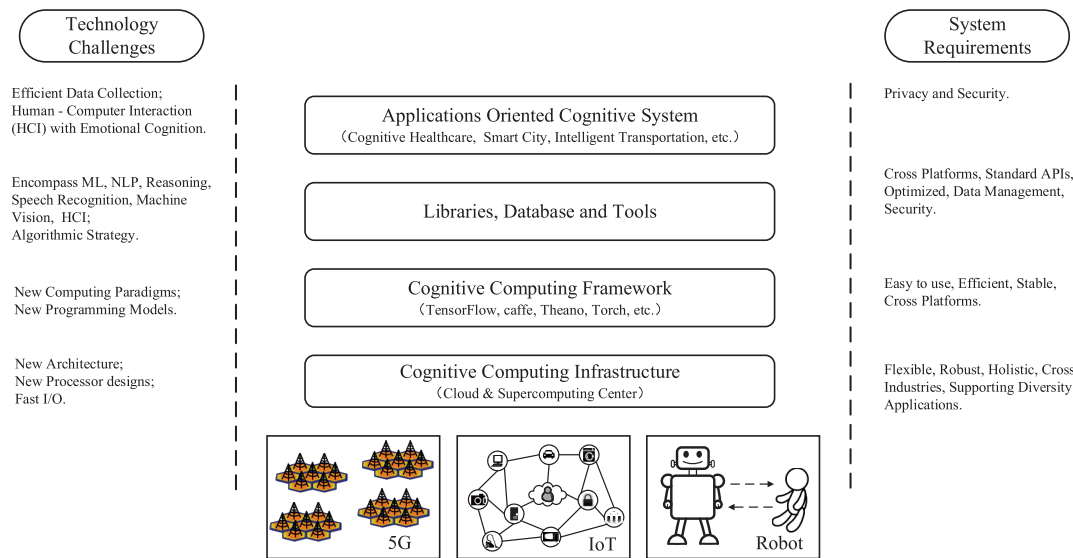 Technology
Challenges
Efficient Data Collection;
Human - Computer Interaction
(HCI) with Emotional Cognition.
Encompass ML, NLP, Reasoning,
Speech Recognition, Machine
Vision, HCI;
Algorithmic Strategy.
New Computing Paradigms;
New Programming Models.
New Architecture;
New Processor designs;
Fast I/O.
Applications Oriented Cognitive System
（Cognitive Healthcare, Smart City, Intelligent Transportation, etc.）
Libraries, Database and Tools
Cognitive Computing Framework
（TensorFlow, caffe, Theano, Torch, etc.）
Cognitive Computing Infrastructure
（Cloud & Supercomputing Center）
5G
IoT
Robot
System
Requirements
Privacy and Security.
Cross Platforms, Standard APIs,
Optimized, Data Management,
Security.
Easy to use, Efficient, Stable,
Cross Platforms.
Flexible, Robust, Holistic, Cross
Industries, Supporting Diversity
Applications.